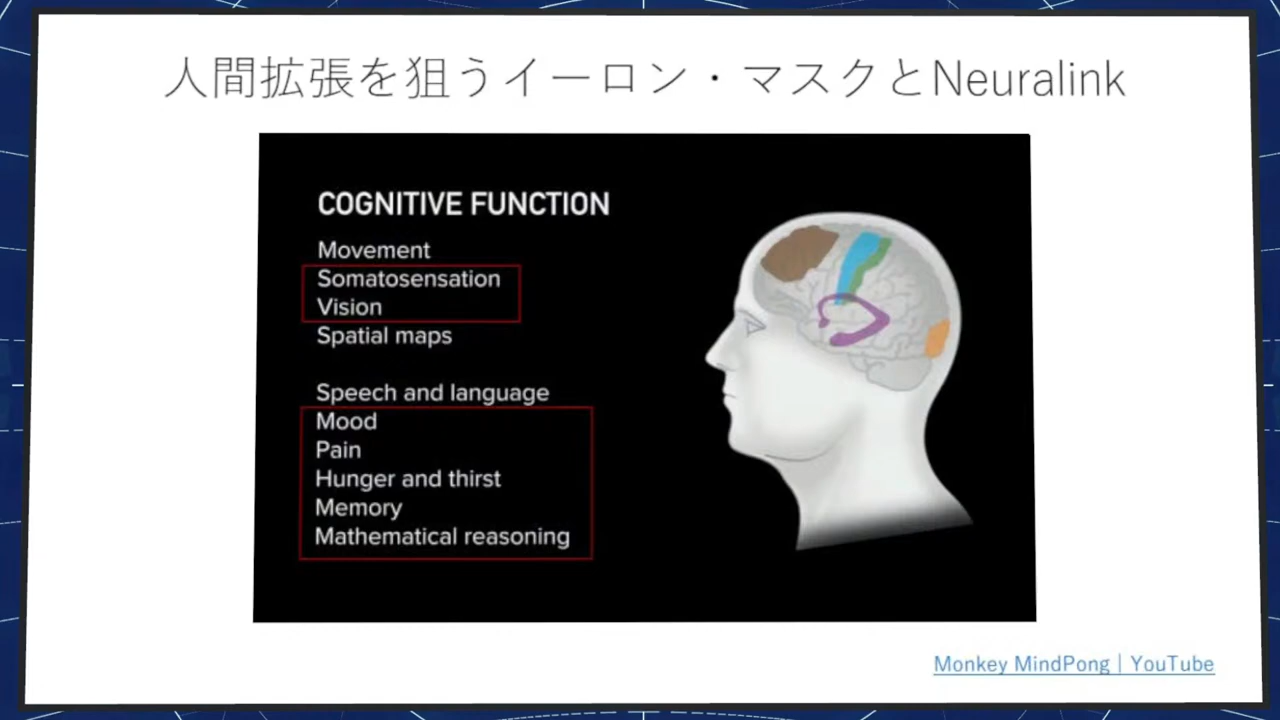 人間拡張を狙うイーロン・マスクとNeuralink
COGNITIVE FUNCTION
Movement
Somatosensation
Vision
Spatial maps
Speech and language
Mood
Pain
Hunger and thirst
Memory
Mathematical reasoning
Monkey MindPong｜YouTube